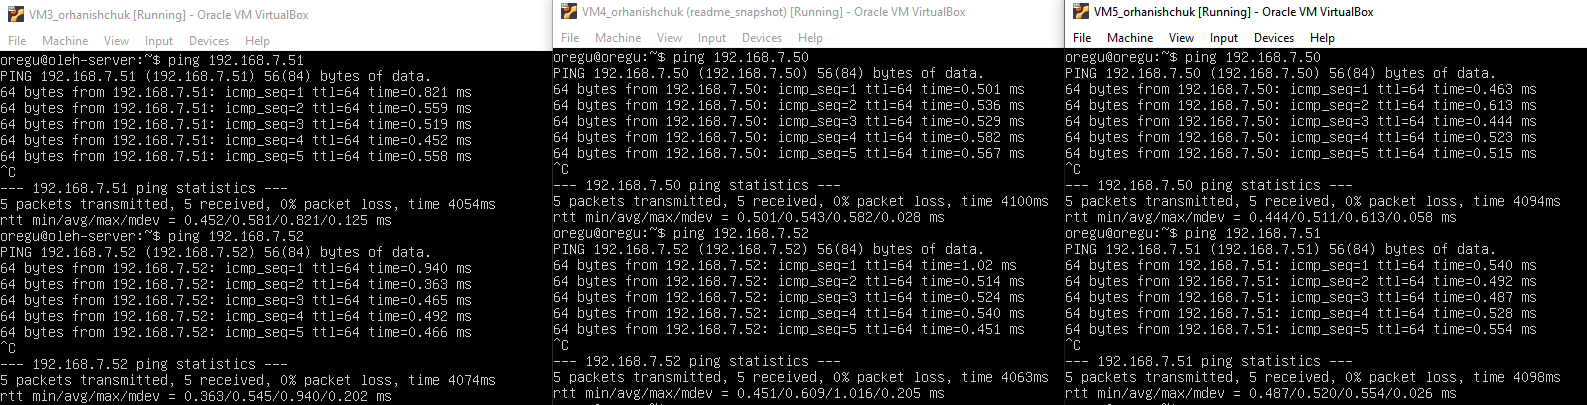 VM3_orhanishchuk [Running] - Oracle VM VirtualBox
File Machine View Input Devices Help
oregu@oleh-server:~$ ping 192.168.7.51
PING 192.168.7.51 (192.168.7.51) 56(84) bytes of data.
64 bytes from 192.168.7.51: icmp_seq=1 ttl=64 time=0.821 ms
64 bytes from 192.168.7.51: icmp_seq=2 ttl=64 time=0.559 ms
64 bytes from 192.168.7.51: icmp_seq=3 ttl=64 time=0.519 ms
64 bytes from 192.168.7.51: icmp_seq=4 ttl=64 time=0.452 ms
64 bytes from 192.168.7.51: icmp_seq=5 ttl=64 time=0.558 ms
^C
--- 192.168.7.51 ping statistics ---
5 packets transmitted, 5 received, 0% packet loss, time 4054ms
rtt min/avg/max/mdev = 0.452/0.581/0.821/0.125 ms
oregu@oleh-server:~$ ping 192.168.7.52
PING 192.168.7.52 (192.168.7.52) 56(84) bytes of data.
64 bytes from 192.168.7.52: icmp_seq=1 ttl=64 time=0.940 ms
64 bytes from 192.168.7.52: icmp_seq=2 ttl=64 time=0.363 ms
64 bytes from 192.168.7.52: icmp_seq=3 ttl=64 time=0.465 ms
64 bytes from 192.168.7.52: icmp_seq=4 ttl=64 time=0.492 ms
64 bytes from 192.168.7.52: icmp_seq=5 ttl=64 time=0.466 ms
^C
--- 192.168.7.52 ping statistics ---
5 packets transmitted, 5 received, 0% packet loss, time 4074ms
rtt min/avg/max/mdev = 0.363/0.545/0.940/0.202 ms
VM4_orhanishchuk (readme_snapshot) [Running] - Oracle VM VirtualBox
File Machine View Input Devices Help
oregu@oregu:~$ ping 192.168.7.50
PING 192.168.7.50 (192.168.7.50) 56(84) bytes of data.
64 bytes from 192.168.7.50: icmp_seq=1 ttl=64 time=0.501 ms
64 bytes from 192.168.7.50: icmp_seq=2 ttl=64 time=0.536 ms
64 bytes from 192.168.7.50: icmp_seq=3 ttl=64 time=0.529 ms
64 bytes from 192.168.7.50: icmp_seq=4 ttl=64 time=0.582 ms
64 bytes from 192.168.7.50: icmp_seq=5 ttl=64 time=0.567 ms
^C
--- 192.168.7.50 ping statistics ---
5 packets transmitted, 5 received, 0% packet loss, time 4100ms
rtt min/avg/max/mdev = 0.501/0.543/0.582/0.028 ms
oregu@oregu:~$ ping 192.168.7.52
PING 192.168.7.52 (192.168.7.52) 56(84) bytes of data.
64 bytes from 192.168.7.52: icmp_seq=1 ttl=64 time=1.02 ms
64 bytes from 192.168.7.52: icmp_seq=2 ttl=64 time=0.514 ms
64 bytes from 192.168.7.52: icmp_seq=3 ttl=64 time=0.524 ms
64 bytes from 192.168.7.52: icmp_seq=4 ttl=64 time=0.540 ms
64 bytes from 192.168.7.52: icmp_seq=5 ttl=64 time=0.451 ms
^C
--- 192.168.7.52 ping statistics ---
5 packets transmitted, 5 received, 0% packet loss, time 4063ms
rtt min/avg/max/mdev = 0.451/0.609/1.016/0.205 ms
VM5_orhanishchuk [Running] - Oracle VM VirtualBox
File Machine View Input Devices Help
oregu@oregu:~$ ping 192.168.7.50
PING 192.168.7.50 (192.168.7.50) 56(84) bytes of data.
64 bytes from 192.168.7.50: icmp_seq=1 ttl=64 time=0.463 ms
64 bytes from 192.168.7.50: icmp_seq=2 ttl=64 time=0.613 ms
64 bytes from 192.168.7.50: icmp_seq=3 ttl=64 time=0.444 ms
64 bytes from 192.168.7.50: icmp_seq=4 ttl=64 time=0.523 ms
64 bytes from 192.168.7.50: icmp_seq=5 ttl=64 time=0.515 ms
^C
--- 192.168.7.50 ping statistics ---
5 packets transmitted, 5 received, 0% packet loss, time 4094ms
rtt min/avg/max/mdev = 0.444/0.511/0.613/0.058 ms
oregu@oregu:~$ ping 192.168.7.51
PING 192.168.7.51 (192.168.7.51) 56(84) bytes of data.
64 bytes from 192.168.7.51: icmp_seq=1 ttl=64 time=0.540 ms
64 bytes from 192.168.7.51: icmp_seq=2 ttl=64 time=0.492 ms
64 bytes from 192.168.7.51: icmp_seq=3 ttl=64 time=0.487 ms
64 bytes from 192.168.7.51: icmp_seq=4 ttl=64 time=0.528 ms
64 bytes from 192.168.7.51: icmp_seq=5 ttl=64 time=0.554 ms
^C
--- 192.168.7.51 ping statistics ---
5 packets transmitted, 5 received, 0% packet loss, time 4098ms
rtt min/avg/max/mdev = 0.487/0.520/0.554/0.026 ms